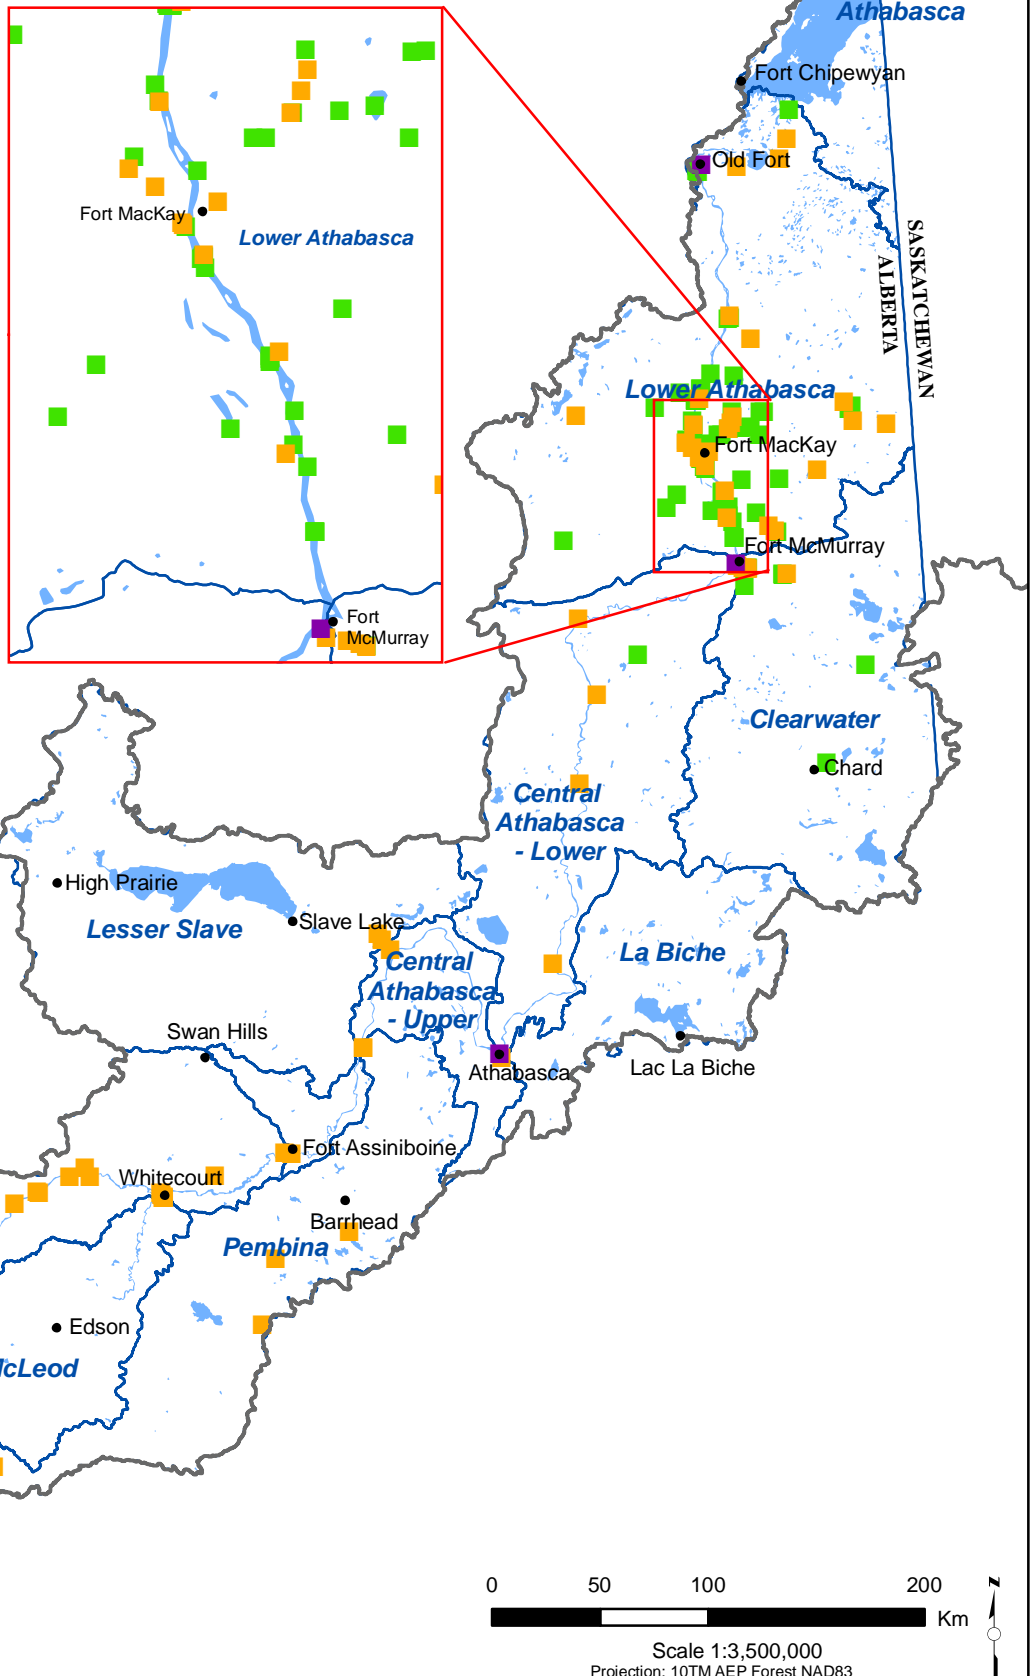 Athabasca
Fort Chipewyan
Old Fort
Fort MacKay
Lower Athabasca
SASKATCHEWAN
ALBERTA
Lower Athabasca
Fort MacKay
Fort McMurray
Fort
McMurray
Clearwater
Chard
Central
Athabasca
- Lower
High Prairie
Slave Lake
Lesser Slave
La Biche
Central
Athabasca
- Upper
Swan Hills
Athabasca
Lac La Biche
Fort Assiniboine
Whitecourt
Barrhead
Pembina
Edson
cLeod
0 50 100 200
Km
Scale 1:3,500,000
Projection: 10TM AEP Forest NAD83
N